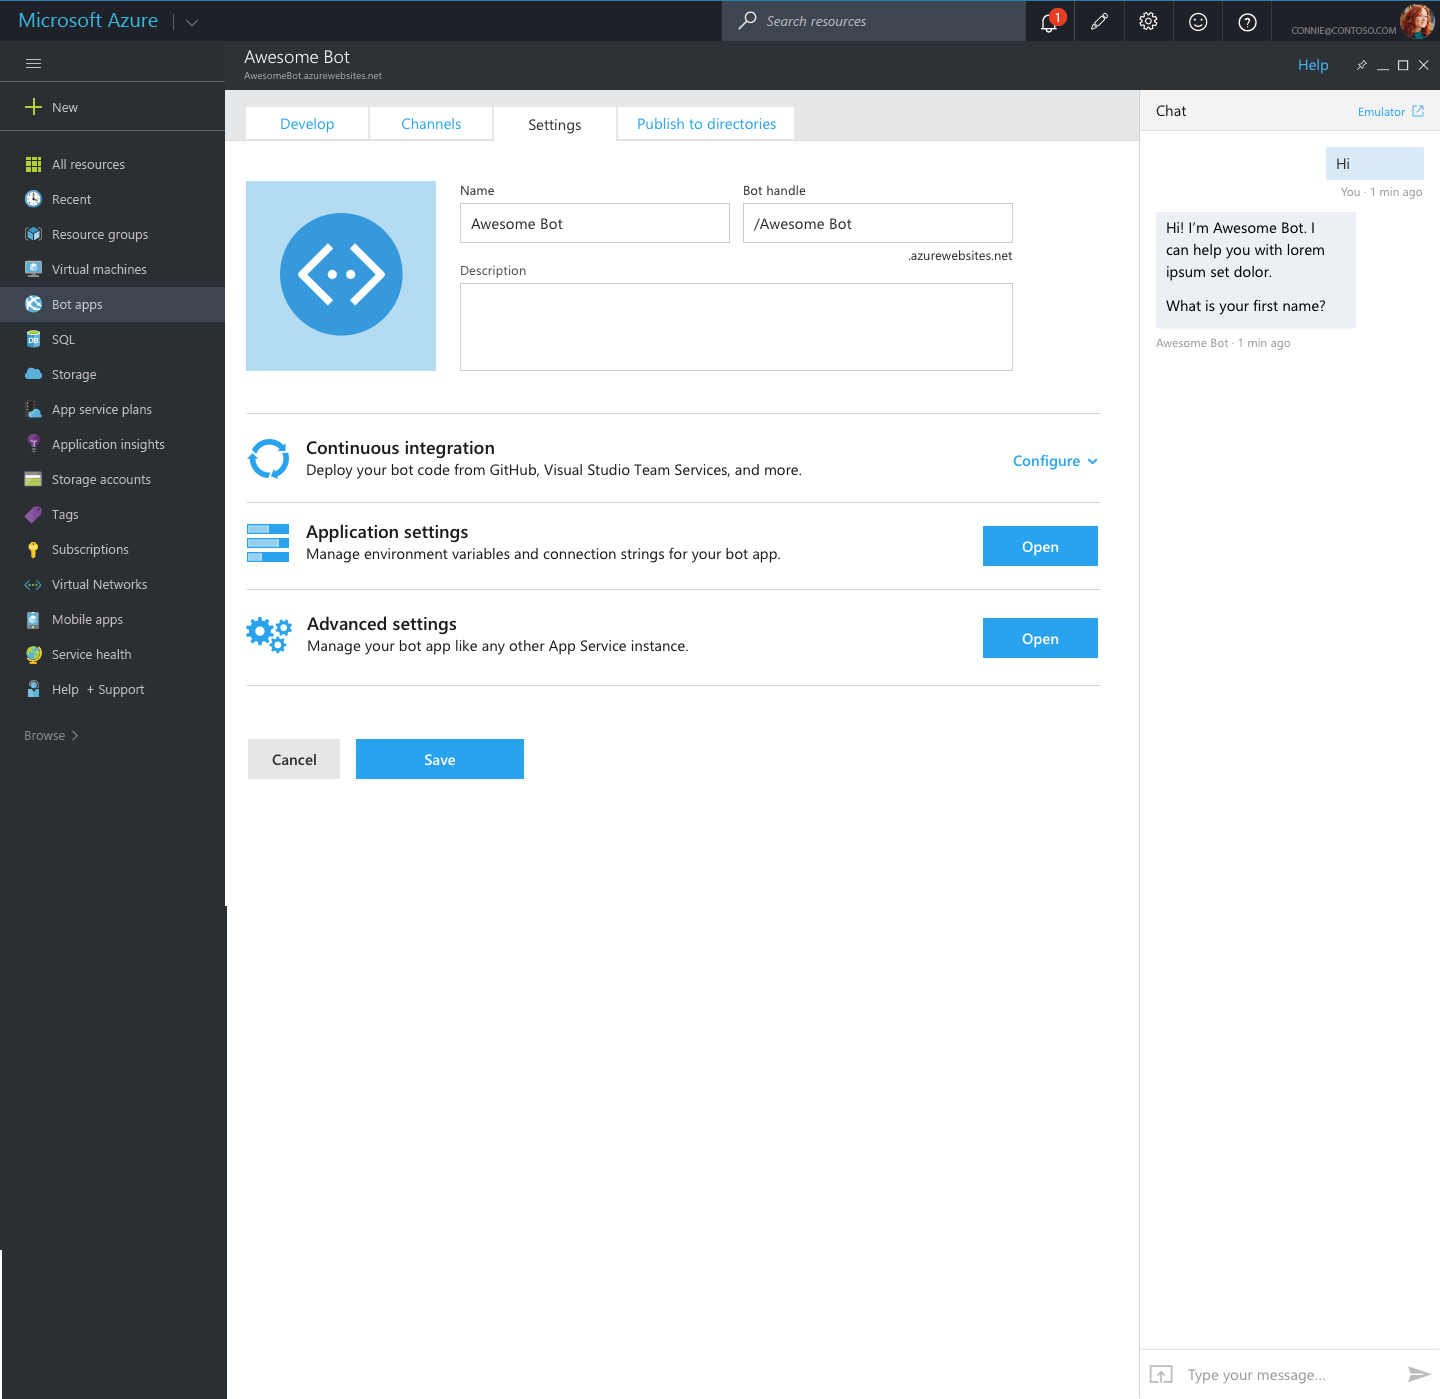 Microsoft Azure
Search resources
1
CONNIE@CONTOSO.COM
Awesome Bot
AwesomeBot.azurewebsites.net
Help
New
All resources
Recent
Resource groups
Virtual machines
Bot apps
DB
SQL
Storage
App service plans
Application insights
Storage accounts
Tags
Subscriptions
Virtual Networks
Mobile apps
Service health
Help + Support
Browse
Develop
Channels
Settings
Publish to directories
Name
Bot handle
Awesome Bot
/Awesome Bot
.azurewebsites.net
Description
Continuous integration
Deploy your bot code from GitHub, Visual Studio Team Services, and more.
Configure
Application settings
Manage environment variables and connection strings for your bot app.
Open
Advanced settings
Manage your bot app like any other App Service instance.
Open
Cancel
Save
Chat
Emulator
Hi
You · 1 min ago
Hi! I'm Awesome Bot. I
can help you with lorem
ipsum set dolor.
What is your first name?
Awesome Bot · 1 min ago
Type your message...